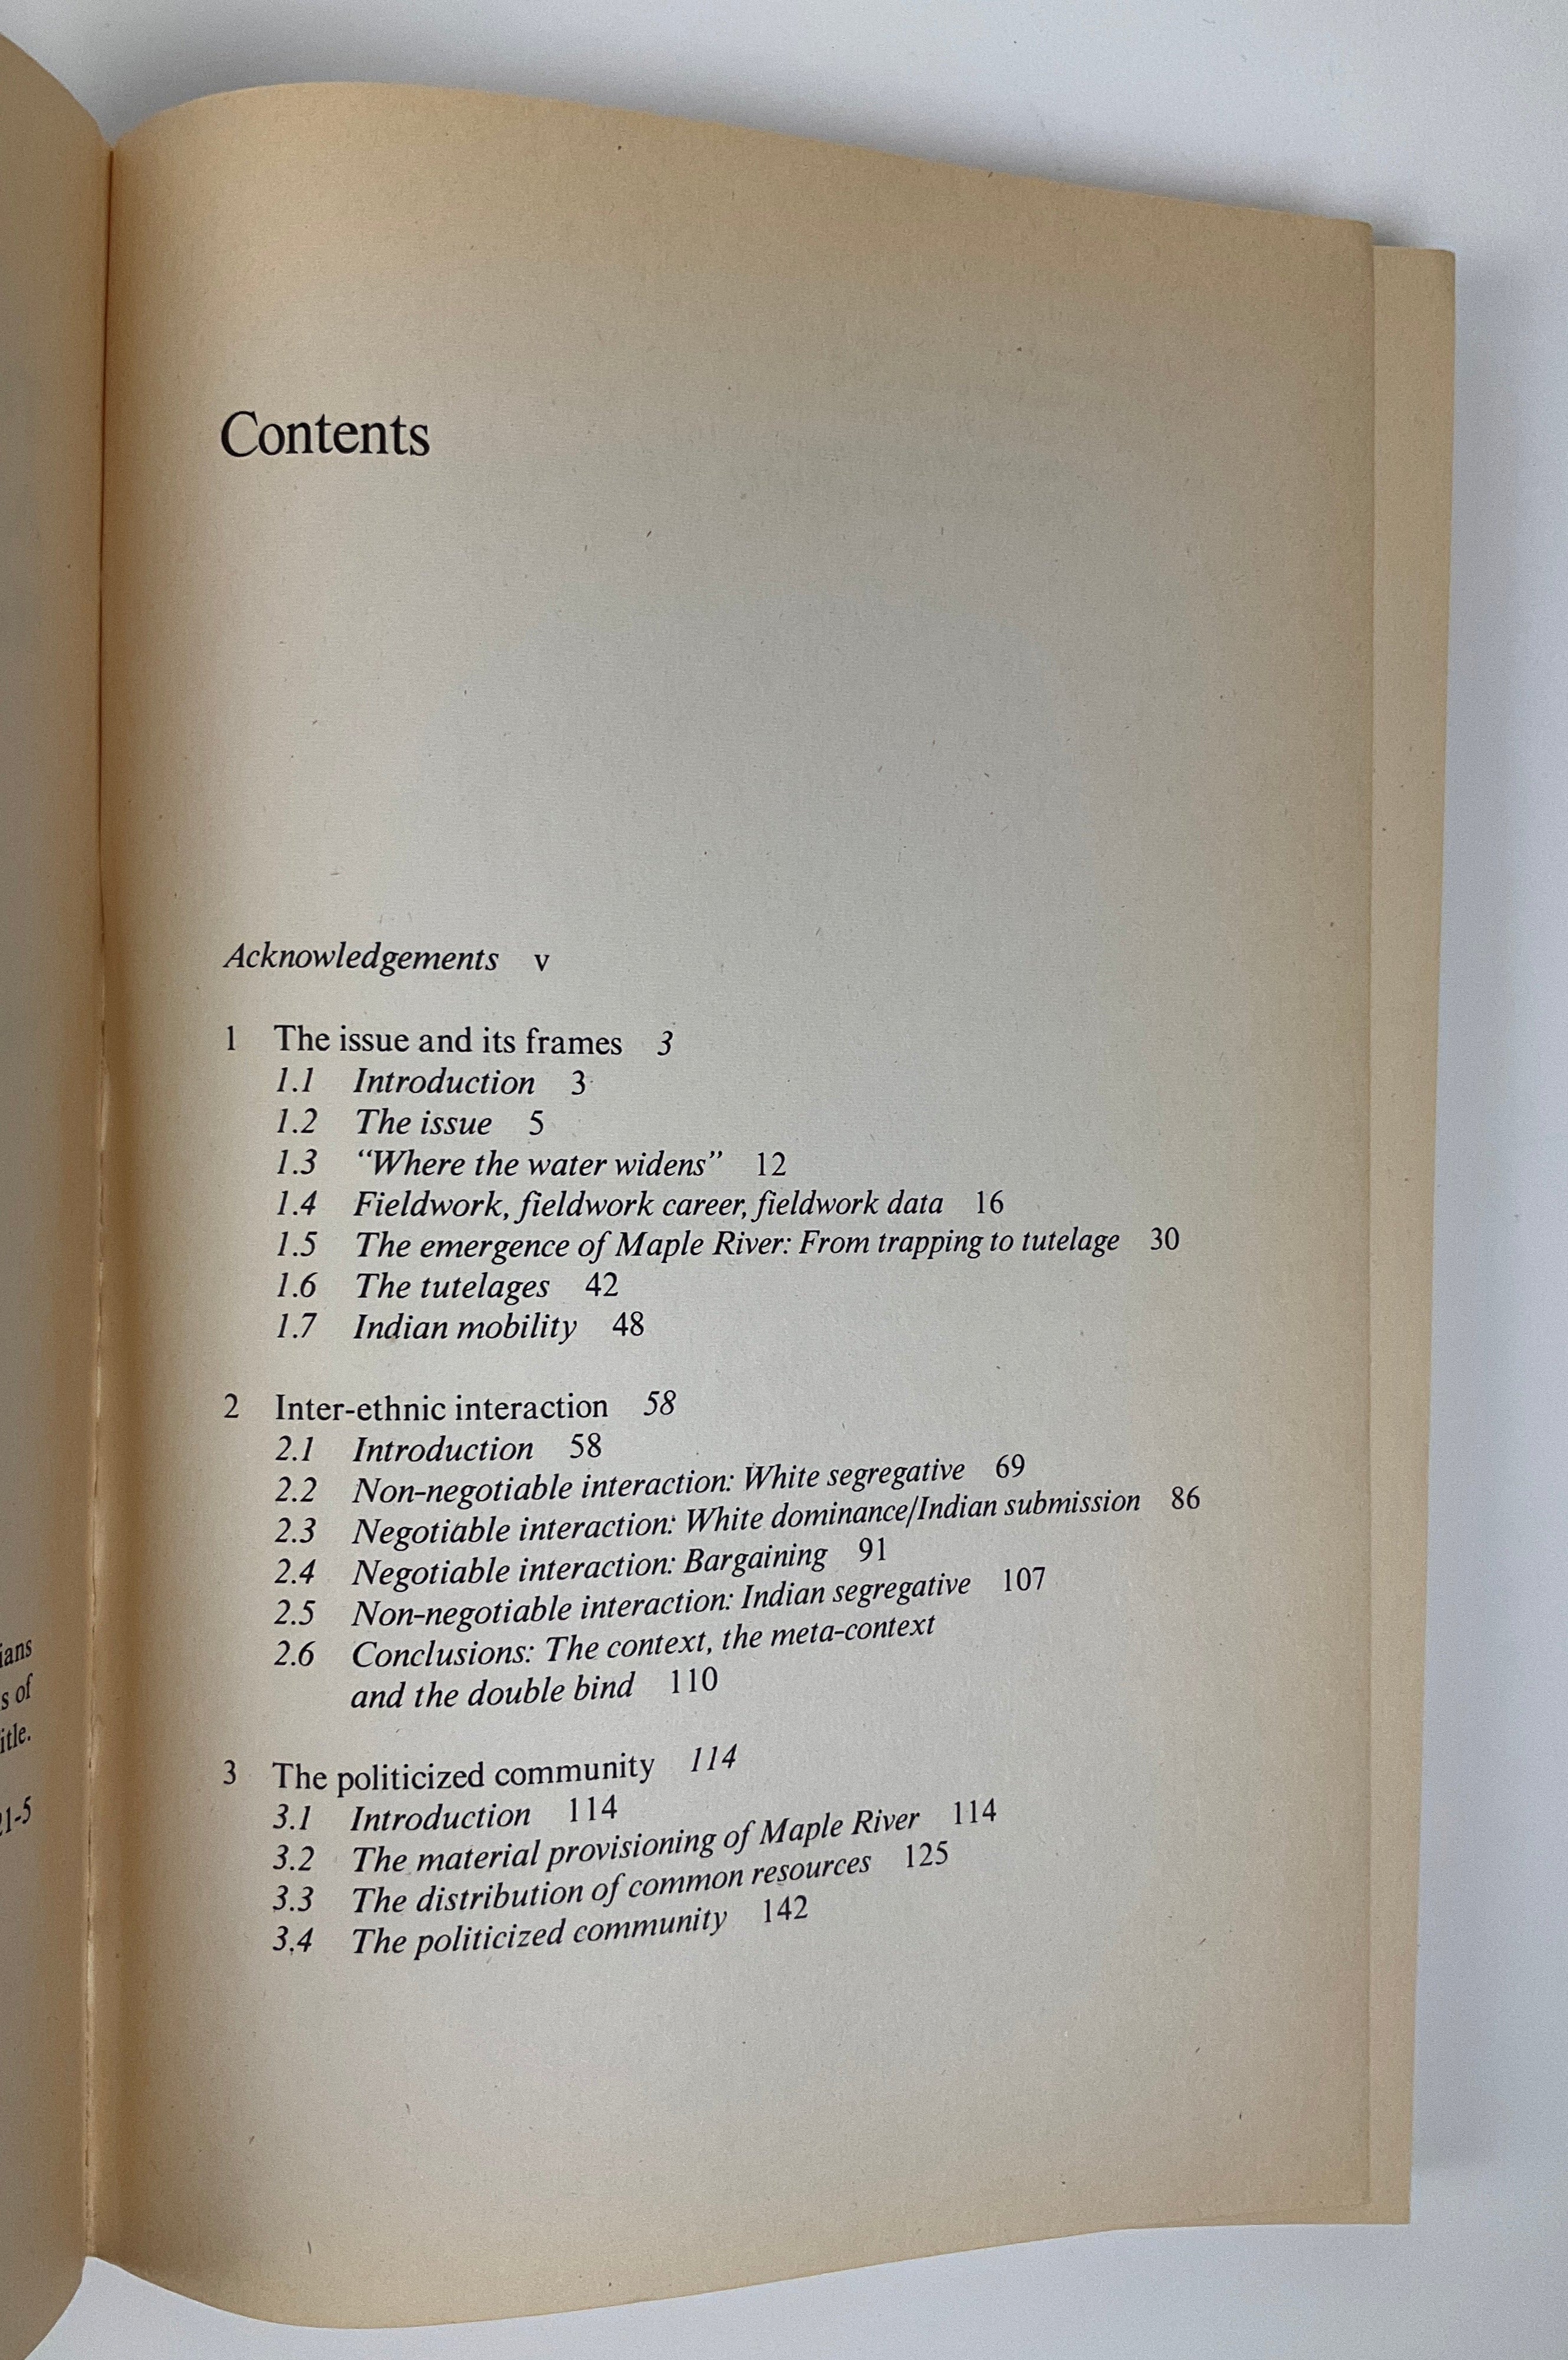 ians
s of
itle.
21-5
Contents
Acknowledgements v
1 The issue and its frames 3
1.1 Introduction 3
1.2 The issue 5
1.3 “Where the water widens” 12
1.4 Fieldwork, fieldwork career, fieldwork data 16
1.5 The emergence of Maple River: From trapping to tutelage 30
1.6 The tutelages 42
1.7 Indian mobility 48
2 Inter-ethnic interaction 58
2.1 Introduction 58
2.2 Non-negotiable interaction: White segregative 69
2.3 Negotiable interaction: White dominance/Indian submission 86
2.4 Negotiable interaction: Bargaining 91
2.5 Non-negotiable interaction: Indian segregative 107
2.6 Conclusions: The context, the meta-context
and the double bind 110
3 The politicized community 114
3.1 Introduction 114
3.2 The material provisioning of Maple River 114
3.3 The distribution of common resources 125
3.4 The politicized community 142